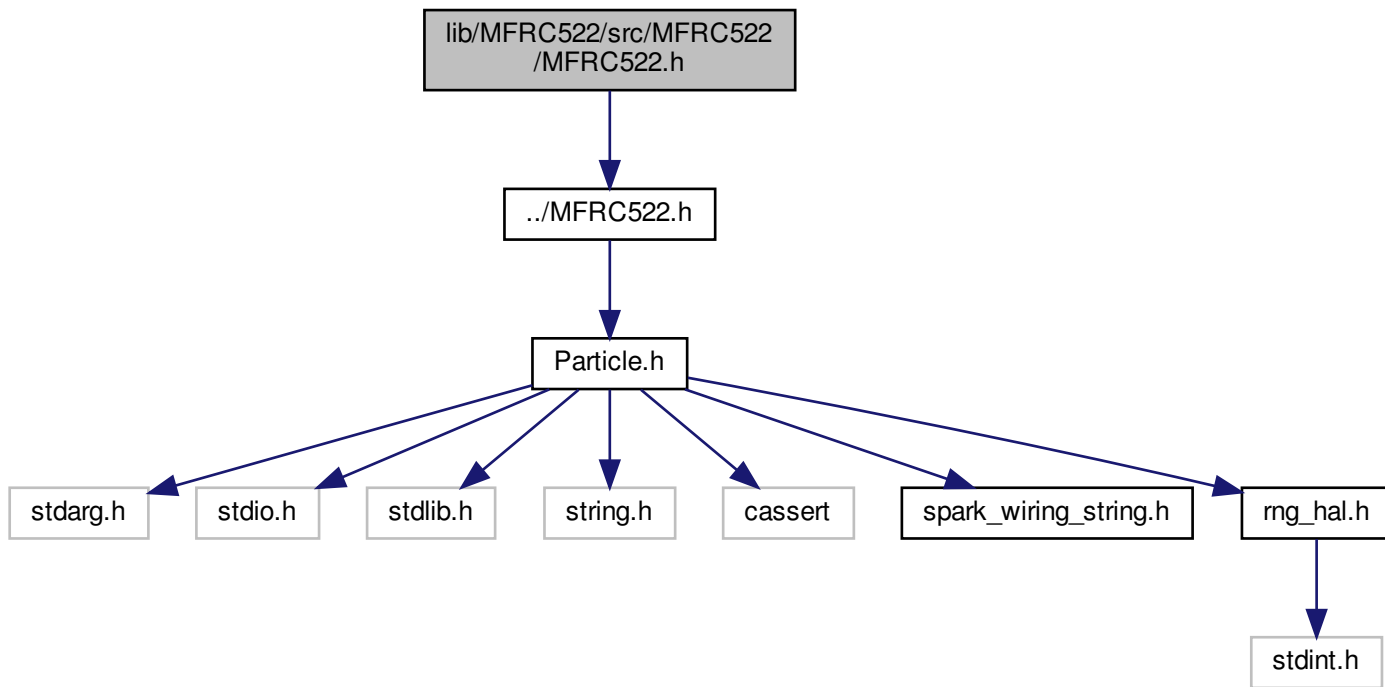 lib/MFRC522/src/MFRC522
/MFRC522.h
../MFRC522.h
Particle.h
stdarg.h
stdio.h
stdlib.h
string.h
cassert
spark_wiring_string.h
rng_hal.h
stdint.h